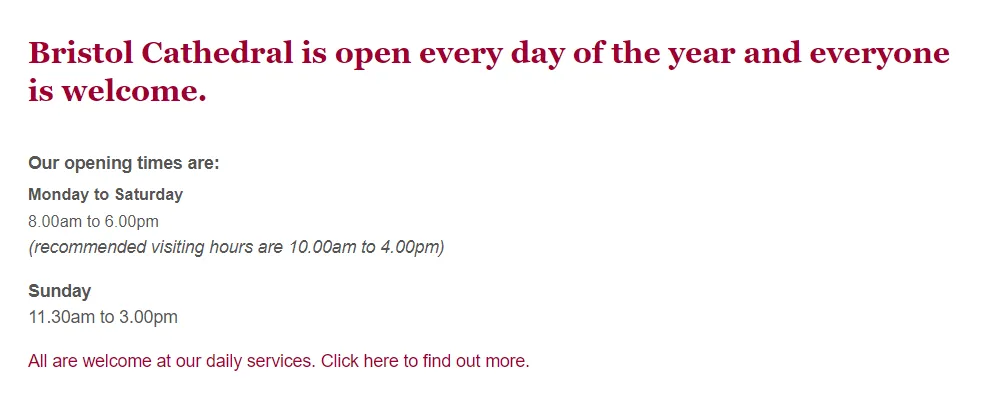 Bristol Cathedral is open every day of the year and everyone
is welcome.
Our opening times are:
Monday to Saturday
8.00am to 6.00pm
(recommended visiting hours are 10.00am to 4.00pm)
Sunday
11.30am to 3.00pm
All are welcome at our daily services. Click here to find out more.